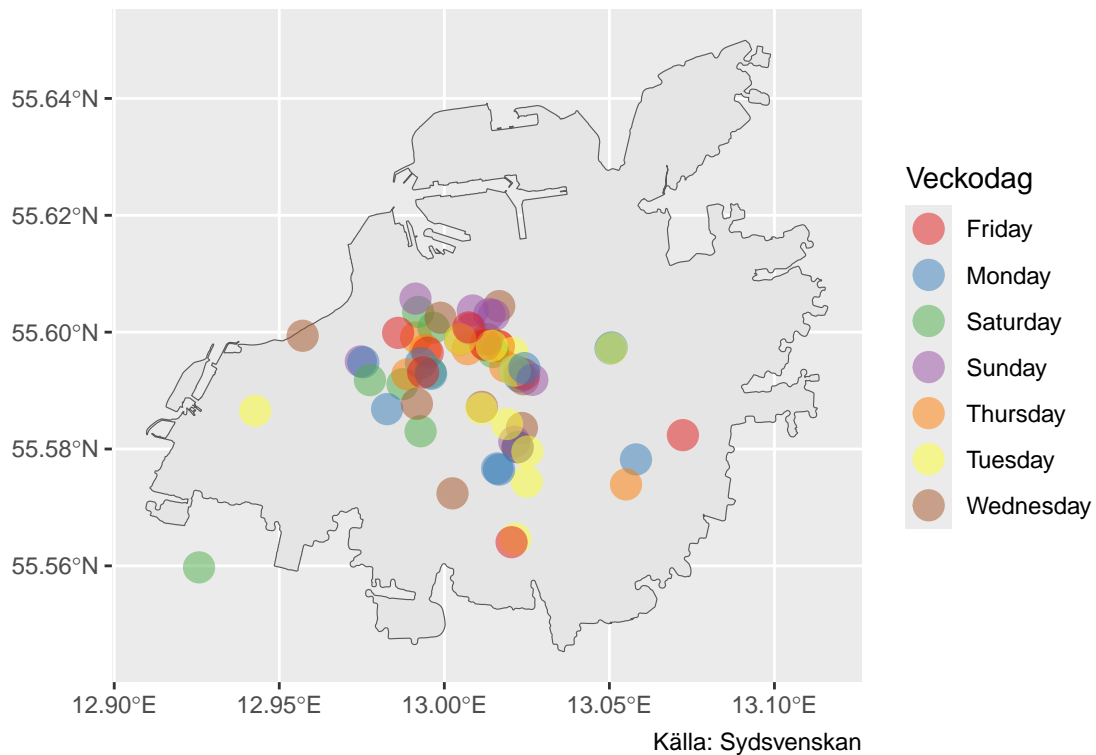 55.64°N
55.62°N
55.60°N
55.58°N
55.56°N
12.90°E 12.95°E 13.00°E 13.05°E 13.10°E
Källa: Sydsvenskan
Veckodag
Friday
Monday
Saturday
Sunday
Thursday
Tuesday
Wednesday